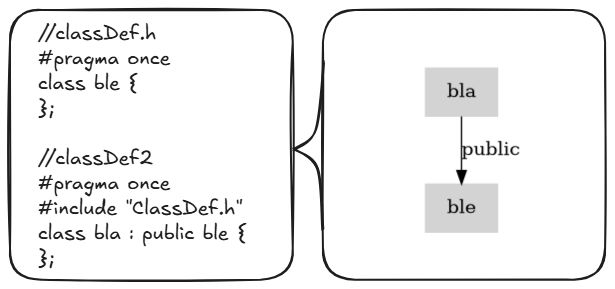 //classDef.h
#pragma once
class ble {
};

//classDef2
#pragma once
#include "ClassDef.h"
class bla : public ble {
};
bla
public
ble